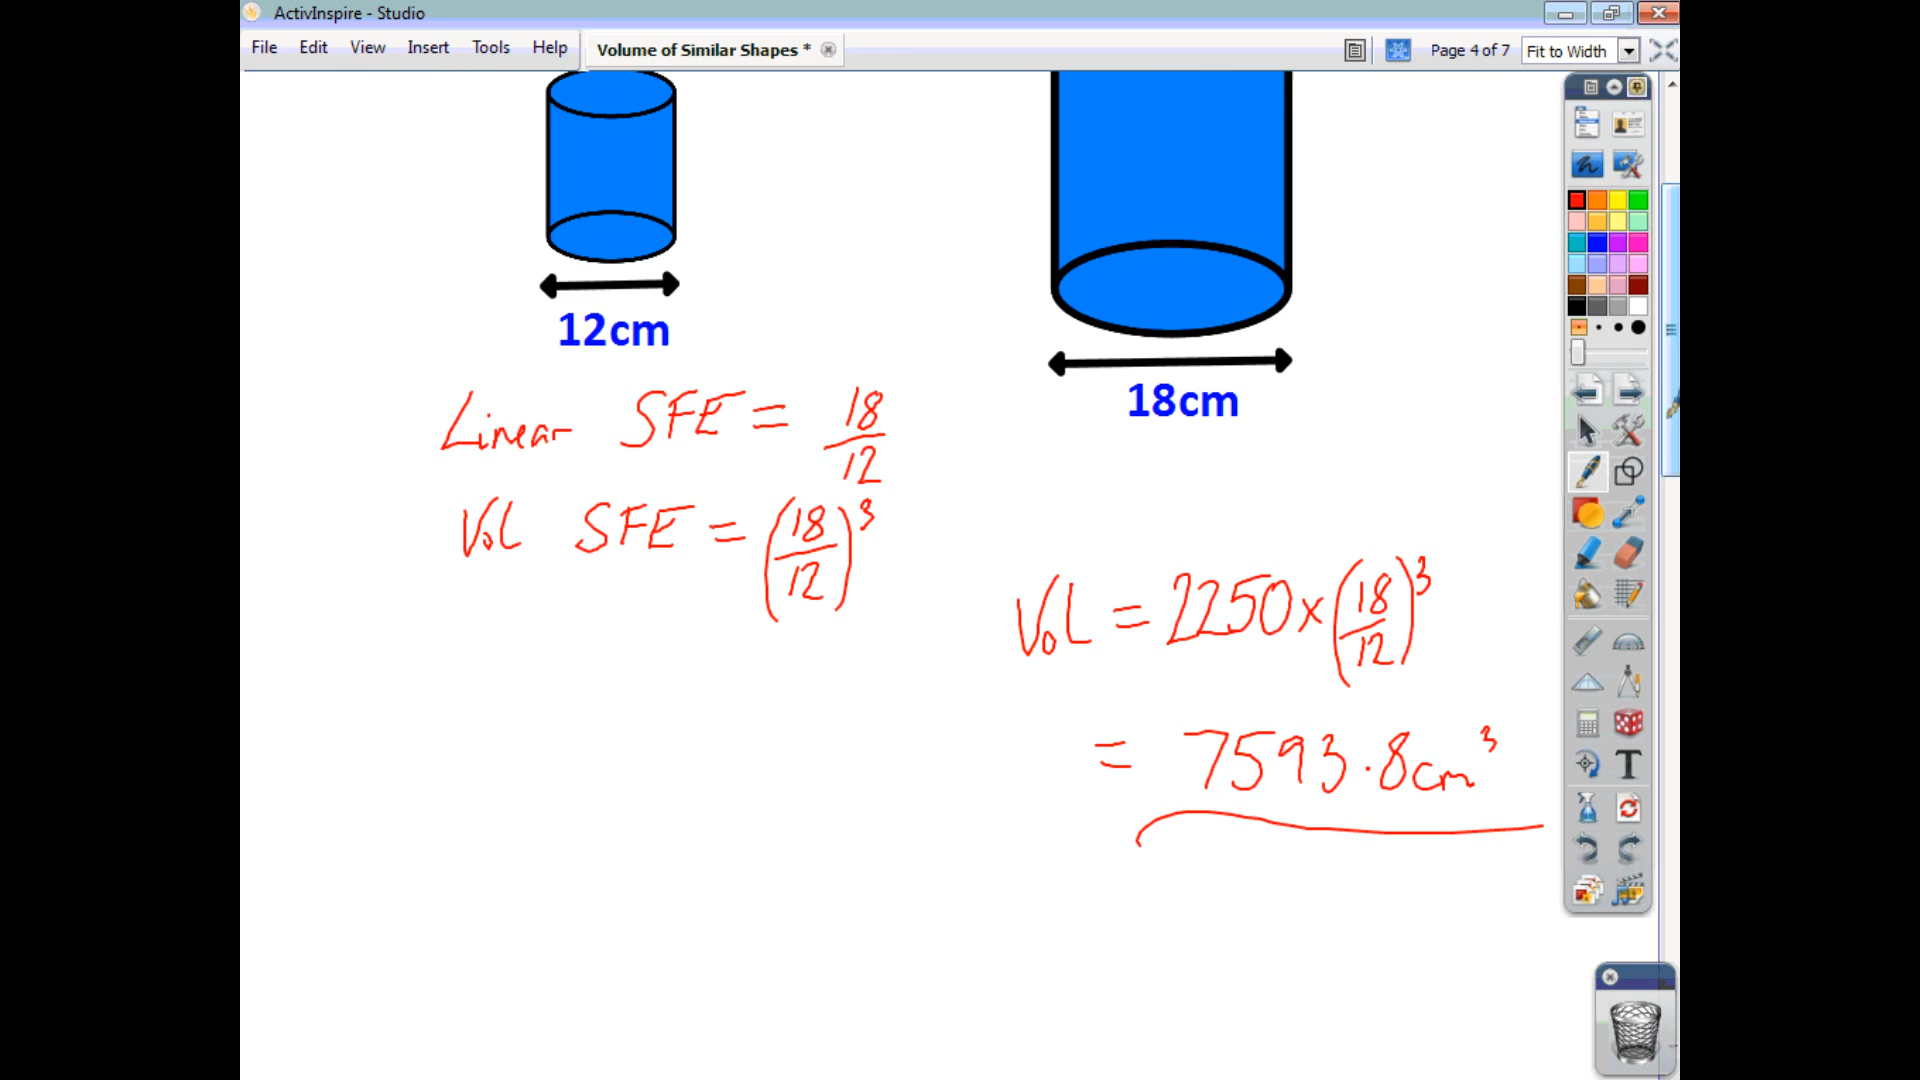 ActivInspire - Studio
File Edit View Insert Tools Help Volume of Similar Shapes * Page 4 of 7 Fit to Width
12cm
18cm
Linear SFE = 18/12
Vol SFE = (18/12)³
Vol = 2250 × (18/12)³
= 7593.8cm³